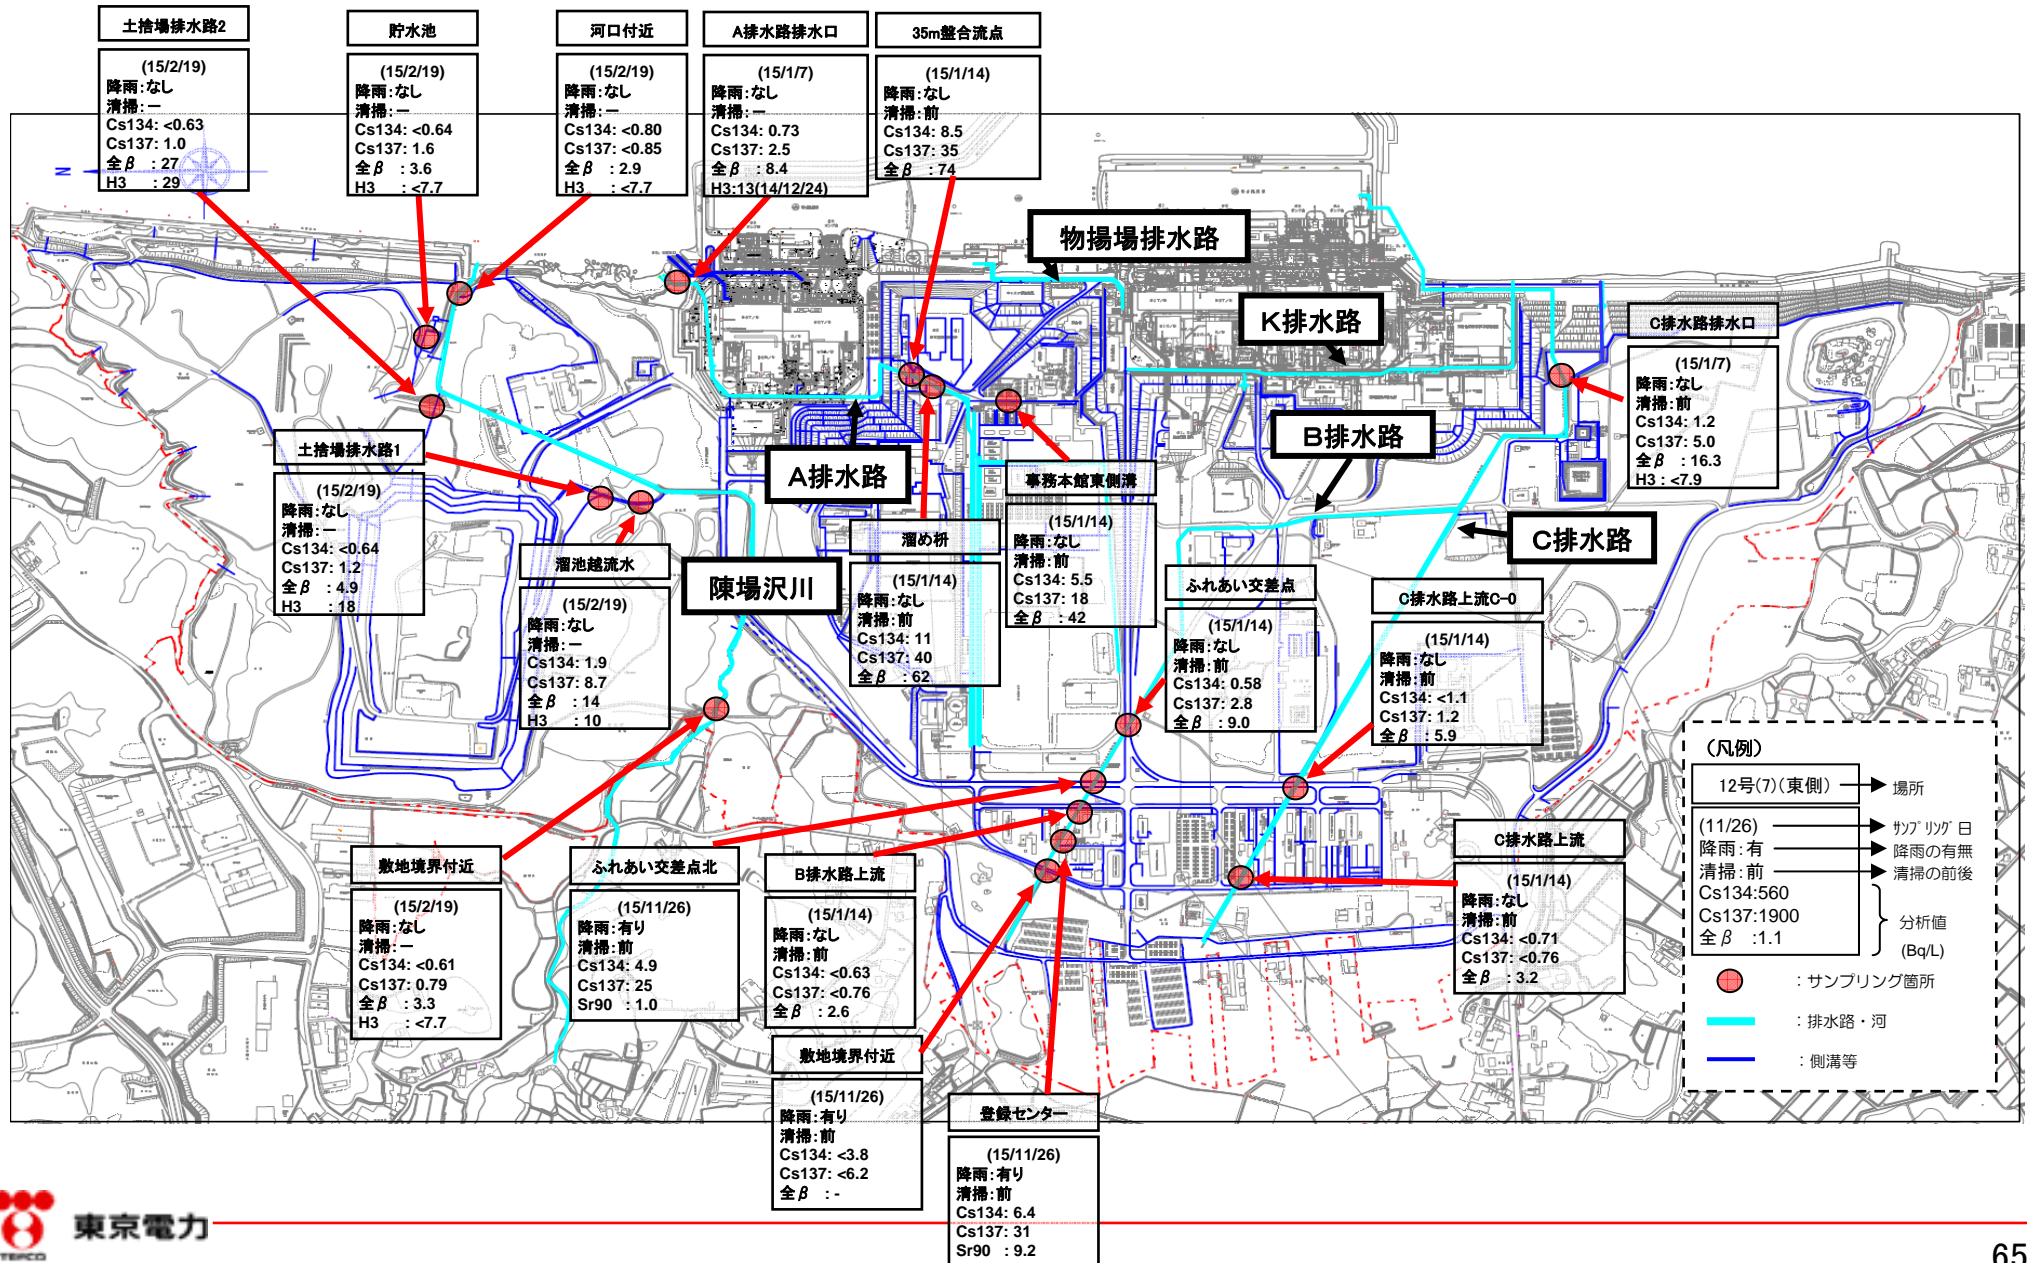 土捨場排水路2
(15/2/19)
降雨:なし
清掃:ー
Cs134: <0.63
Cs137: 1.0
全β : 27
H3 : 29
貯水池
(15/2/19)
降雨:なし
清掃:ー
Cs134: <0.64
Cs137: 1.6
全β : 3.6
H3 : <7.7
河口付近
(15/2/19)
降雨:なし
清掃:ー
Cs134: <0.80
Cs137: <0.85
全β : 2.9
H3 : <7.7
A排水路排水口
(15/1/7)
降雨:なし
清掃:ー
Cs134: 0.73
Cs137: 2.5
全β : 8.4
H3:13(14/12/24)
35m盤合流点
(15/1/14)
降雨:なし
清掃:前
Cs134: 8.5
Cs137: 35
全β : 74
N
物揚場排水路
K排水路
B排水路
A排水路
C排水路
陳場沢川
C排水路排水口
(15/1/7)
降雨:なし
清掃:前
Cs134: 1.2
Cs137: 5.0
全β : 16.3
H3 : <7.9
土捨場排水路1
(15/2/19)
降雨:なし
清掃:ー
Cs134: <0.64
Cs137: 1.2
全β : 4.9
H3 : 18
溜池越流水
(15/2/19)
降雨:なし
清掃:ー
Cs134: 1.9
Cs137: 8.7
全β : 14
H3 : 10
溜め枡
(15/1/14)
降雨:なし
清掃:前
Cs134: 11
Cs137: 40
全β : 62
事務本館東側溝
(15/1/14)
降雨:なし
清掃:前
Cs134: 5.5
Cs137: 18
全β : 42
ふれあい交差点
(15/1/14)
降雨:なし
清掃:前
Cs134: 0.58
Cs137: 2.8
全β : 9.0
C排水路上流C-0
(15/1/14)
降雨:なし
清掃:前
Cs134: <1.1
Cs137: 1.2
全β : 5.9
敷地境界付近
(15/2/19)
降雨:なし
清掃:ー
Cs134: <0.61
Cs137: 0.79
全β : 3.3
H3 : <7.7
ふれあい交差点北
(15/11/26)
降雨:有り
清掃:前
Cs134: 4.9
Cs137: 25
Sr90 : 1.0
B排水路上流
(15/1/14)
降雨:なし
清掃:前
Cs134: <0.63
Cs137: <0.76
全β : 2.6
敷地境界付近
(15/11/26)
降雨:有り
清掃:前
Cs134: <3.8
Cs137: <6.2
全β : -
登録センター
(15/11/26)
降雨:有り
清掃:前
Cs134: 6.4
Cs137: 31
Sr90 : 9.2
C排水路上流
(15/1/14)
降雨:なし
清掃:前
Cs134: <0.71
Cs137: <0.76
全β : 3.2
(凡例)
12号(7)(東側) 場所
(11/26) サンプリング日
降雨:有 降雨の有無
清掃:前 清掃の前後
Cs134:560
Cs137:1900
全β :1.1
分析値
(Bq/L)
:サンプリング箇所
:排水路・河
:側溝等
東京電力
TEPCO
65